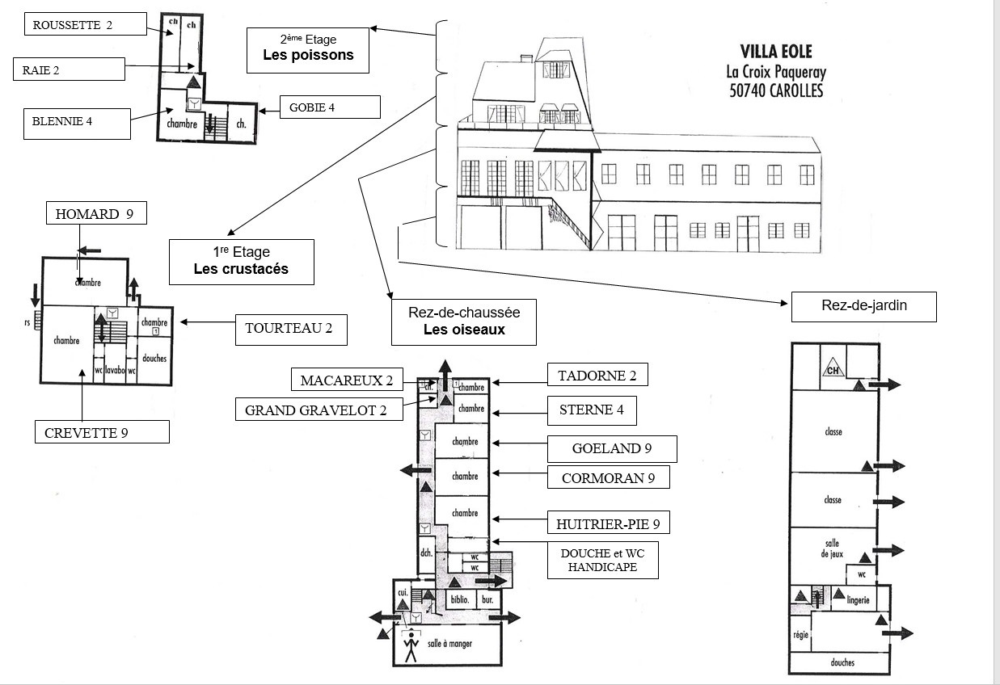 ROUSSETTE  2
ch
ch
RAIE 2
BLENNIE 4
chambre
ch.
GOBIE 4
2ème Etage
Les poissons
VILLA EOLE
La Croix Paqueray
50740 CAROLLES
HOMARD  9
chambre
rs
chambre
chambre
1
douches
wc
lavabo
wc
TOURTEAU 2
CREVETTE 9
1re Etage
Les crustacés
Rez-de-chaussée
Les oiseaux
Rez-de-jardin
MACAREUX 2
GRAND GRAVELOT 2
1
ch.
1
chambre
TADORNE 2
chambre
STERNE 4
chambre
GOELAND 9
chambre
CORMORAN 9
chambre
HUITRIER-PIE 9
DOUCHE et WC
HANDICAPE
dch.
wc
wc
cui.
biblio.
bur.
salle à manger
CH
classe
classe
salle
de jeux
wc
lingerie
régie
douches